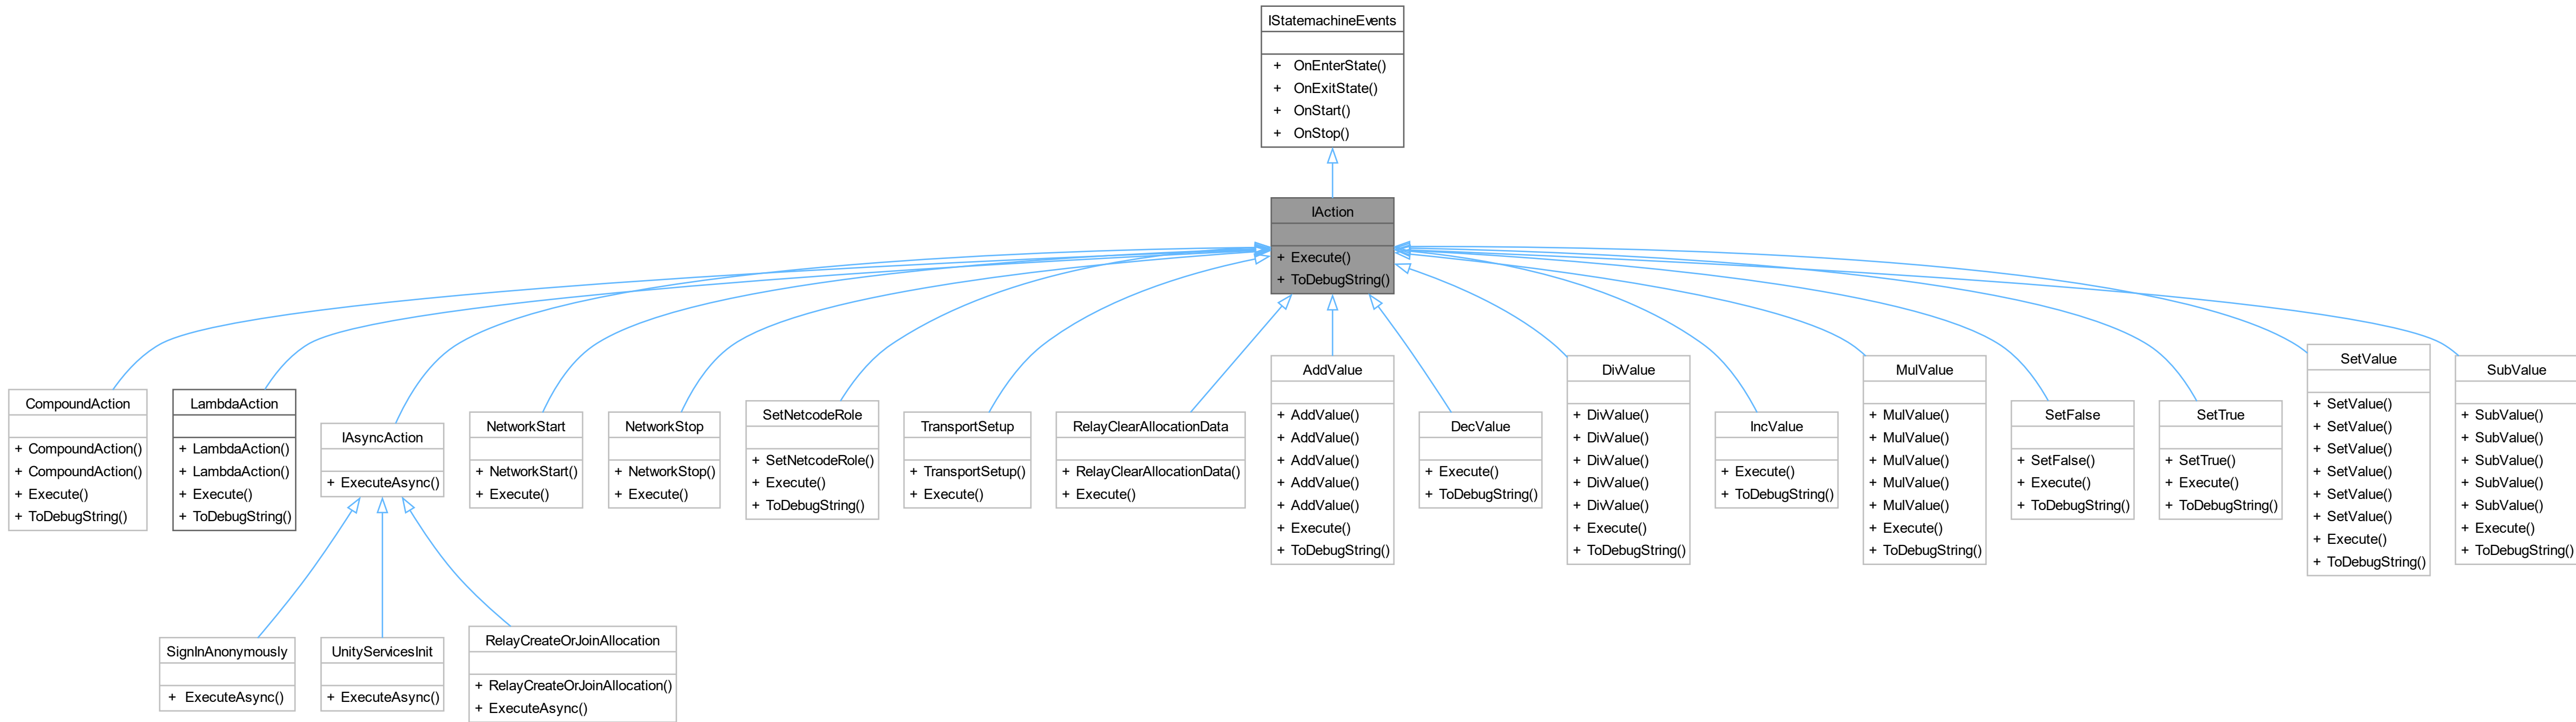 IStatemachineEvents
+ OnEnterState()
+ OnExitState()
+ OnStart()
+ OnStop()
IAction
+ Execute()
+ ToDebugString()
CompoundAction
+ CompoundAction()
+ CompoundAction()
+ Execute()
+ ToDebugString()
LambdaAction
+ LambdaAction()
+ LambdaAction()
+ Execute()
+ ToDebugString()
IAsyncAction
+ ExecuteAsync()
NetworkStart
+ NetworkStart()
+ Execute()
NetworkStop
+ NetworkStop()
+ Execute()
SetNetcodeRole
+ SetNetcodeRole()
+ Execute()
+ ToDebugString()
TransportSetup
+ TransportSetup()
+ Execute()
RelayClearAllocationData
+ RelayClearAllocationData()
+ Execute()
AddValue
+ AddValue()
+ AddValue()
+ AddValue()
+ AddValue()
+ AddValue()
+ Execute()
+ ToDebugString()
DecValue
+ Execute()
+ ToDebugString()
DivValue
+ DivValue()
+ DivValue()
+ DivValue()
+ DivValue()
+ DivValue()
+ Execute()
+ ToDebugString()
IncValue
+ Execute()
+ ToDebugString()
MulValue
+ MulValue()
+ MulValue()
+ MulValue()
+ MulValue()
+ MulValue()
+ Execute()
+ ToDebugString()
SetFalse
+ SetFalse()
+ Execute()
+ ToDebugString()
SetTrue
+ SetTrue()
+ Execute()
+ ToDebugString()
SetValue
+ SetValue()
+ SetValue()
+ SetValue()
+ SetValue()
+ SetValue()
+ SetValue()
+ Execute()
+ ToDebugString()
SubValue
+ SubValue()
+ SubValue()
+ SubValue()
+ SubValue()
+ SubValue()
+ Execute()
+ ToDebugString()
SignInAnonymously
+ ExecuteAsync()
UnityServicesInit
+ ExecuteAsync()
RelayCreateOrJoinAllocation
+ RelayCreateOrJoinAllocation()
+ ExecuteAsync()